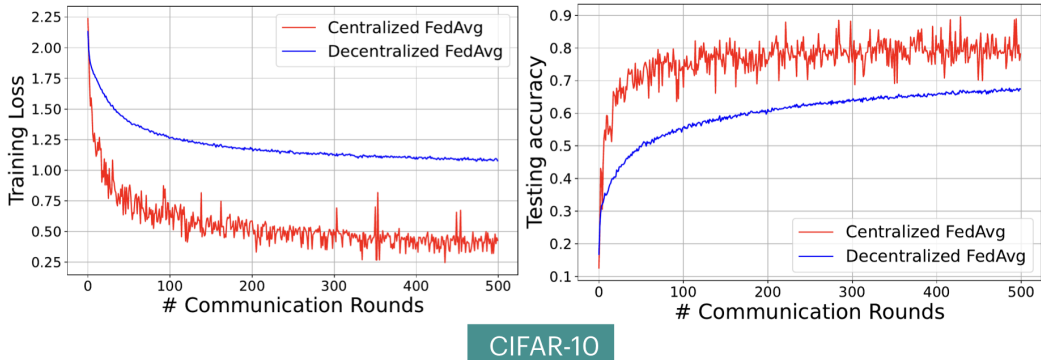 Training Loss
2.25
2.00
1.75
1.50
1.25
1.00
0.75
0.50
0.25
Centralized FedAvg
Decentralized FedAvg
0 100 200 300 400 500
# Communication Rounds
Testing accuracy
0.9
0.8
0.7
0.6
0.5
0.4
0.3
0.2
0.1
Centralized FedAvg
Decentralized FedAvg
0 100 200 300 400 500
# Communication Rounds
CIFAR-10